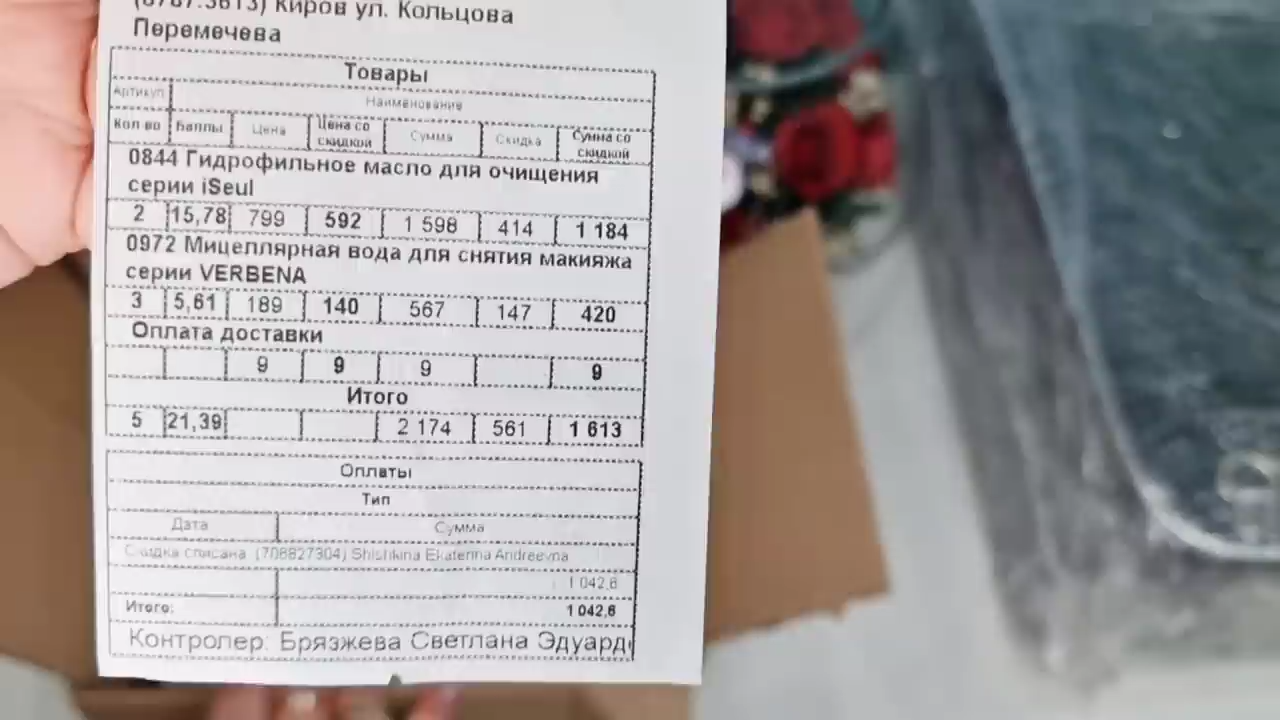 Киров ул. Кольцова
Перемечева
Товары
Артикул Наименование
Кол-во Баллы Цена Цена со скидкой Сумма Скидка Сумма со скидкой
0844 Гидрофильное масло для очищения
серии iSeul
2 15,78 799 592 1 598 414 1 184
0972 Мицеллярная вода для снятия макияжа
серии VERBENA
3 5,61 189 140 567 147 420
Оплата доставки
9 9 9 9
Итого
5 21,39 2 174 561 1 613
Оплаты
Тип
Дата Сумма
Скидка списана (708827304) Shishkina Ekaterina Andreevna
1 042,6
Итого: 1 042,6
Контролер: Брязжева Светлана Эдуард